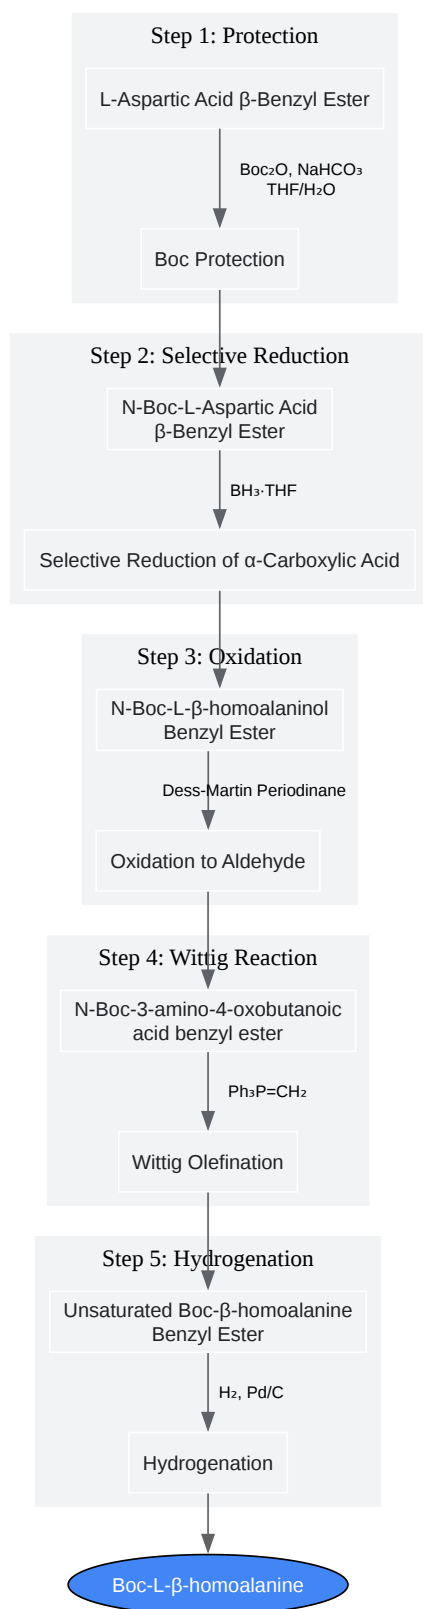 Step 1: Protection
L-Aspartic Acid β-Benzyl Ester
Boc₂O, NaHCO₃
THF/H₂O
Boc Protection
Step 2: Selective Reduction
N-Boc-L-Aspartic Acid
β-Benzyl Ester
BH₃·THF
Selective Reduction of α-Carboxylic Acid
Step 3: Oxidation
N-Boc-L-β-homoalaninol
Benzyl Ester
Dess-Martin Periodinane
Oxidation to Aldehyde
Step 4: Wittig Reaction
N-Boc-3-amino-4-oxobutanoic
acid benzyl ester
Ph₃P=CH₂
Wittig Olefination
Step 5: Hydrogenation
Unsaturated Boc-β-homoalanine
Benzyl Ester
H₂, Pd/C
Hydrogenation
Boc-L-β-homoalanine